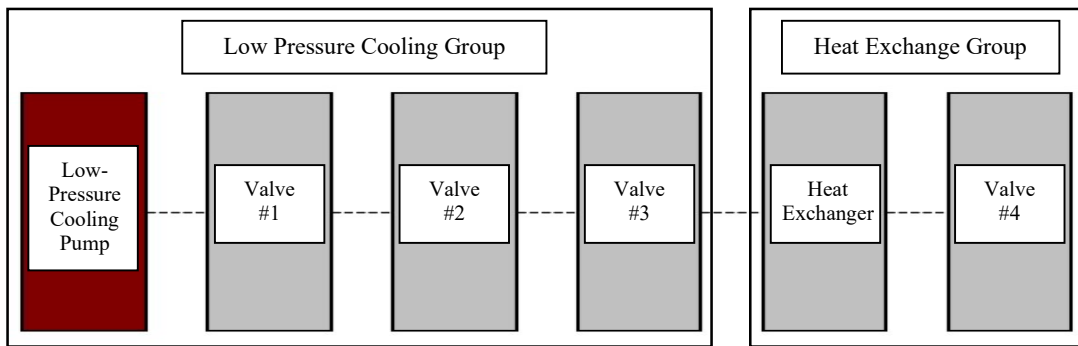 Low Pressure Cooling Group
Heat Exchange Group
Low-
Pressure
Cooling
Pump
Valve
#1
Valve
#2
Valve
#3
Heat
Exchanger
Valve
#4